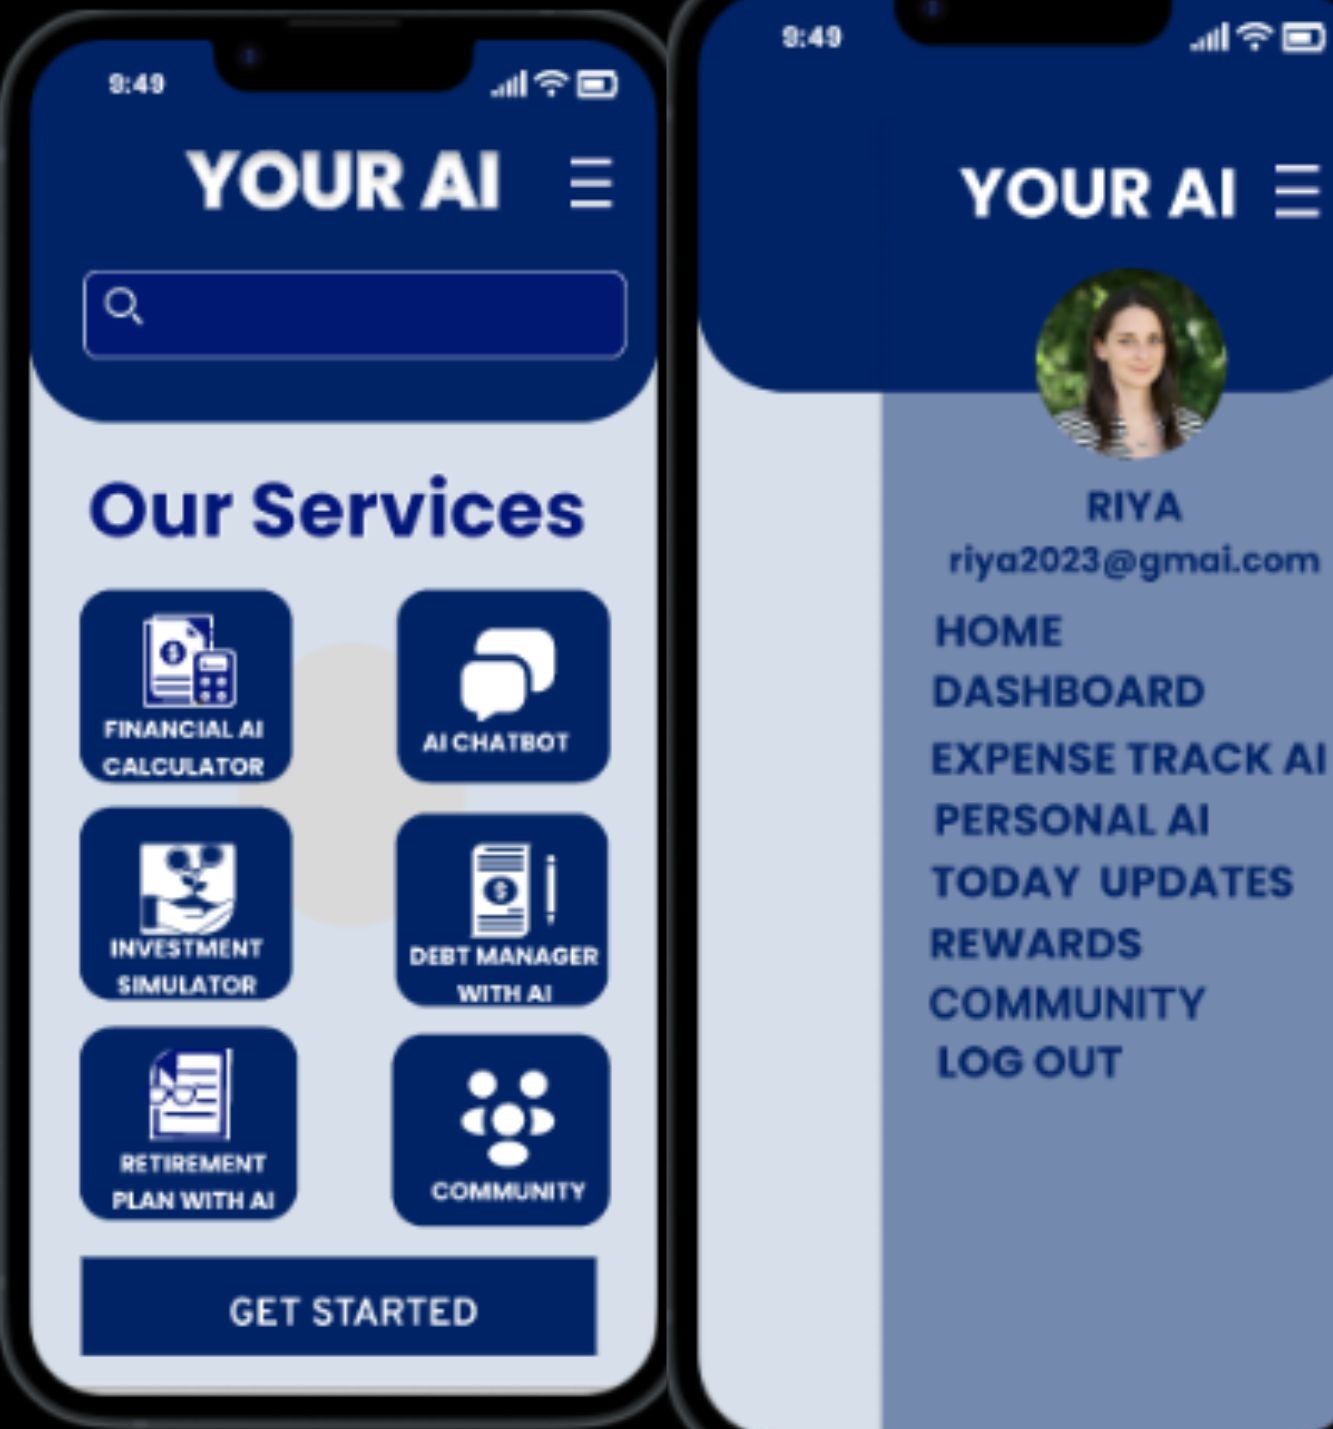 9:49
YOUR AI
Our Services
FINANCIAL AI
CALCULATOR
AI CHATBOT
INVESTMENT
SIMULATOR
DEBT MANAGER
WITH AI
RETIREMENT
PLAN WITH AI
COMMUNITY
GET STARTED
9:49
YOUR AI
RIYA
riya2023@gmai.com
HOME
DASHBOARD
EXPENSE TRACK AI
PERSONAL AI
TODAY UPDATES
REWARDS
COMMUNITY
LOG OUT